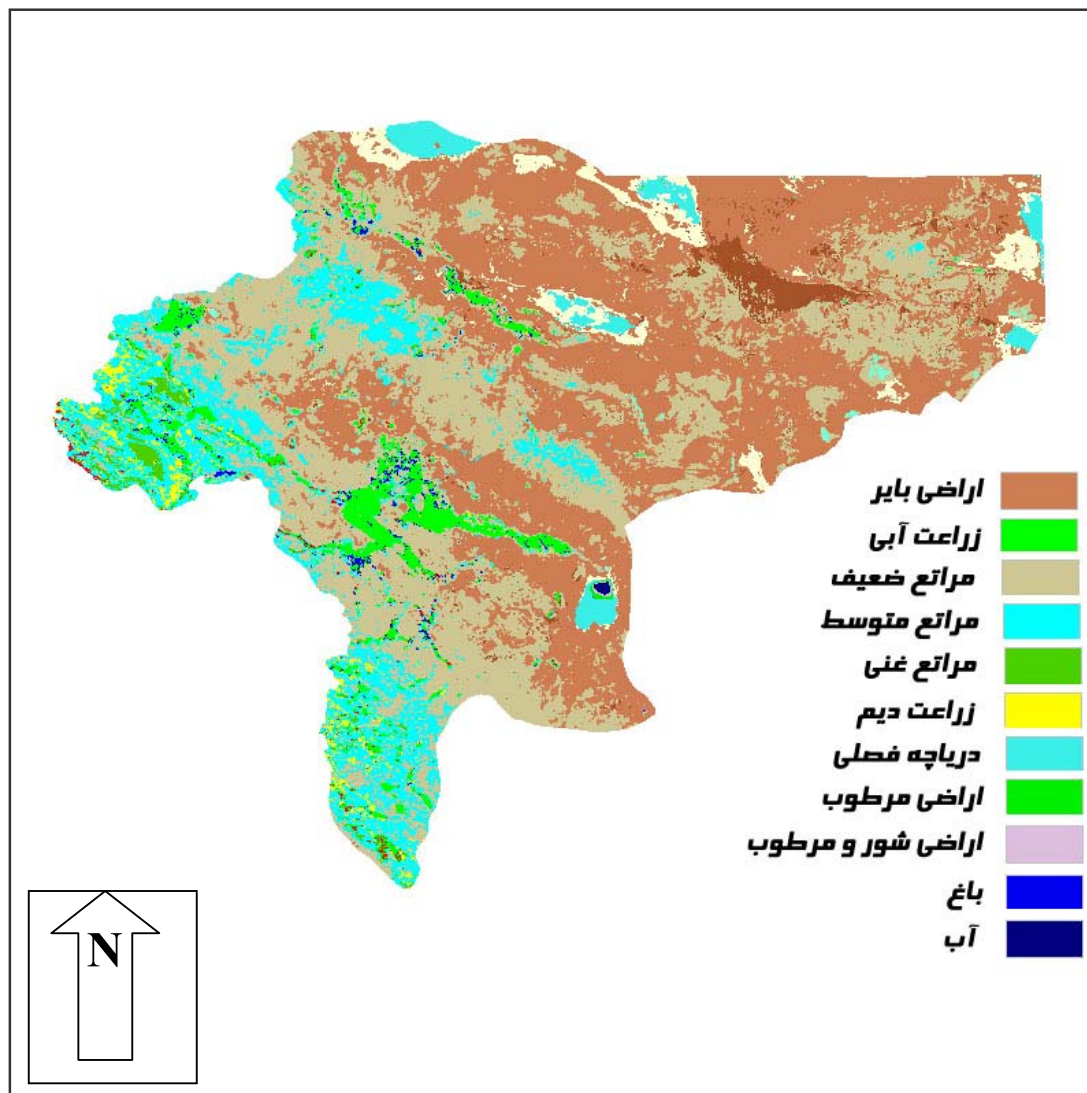 اراضی بایر
زراعت آبی
مراتع ضعیف
مراتع متوسط
مراتع غنی
زراعت دیم
دریاچه فصلی
اراضی مرطوب
اراضی شور و مرطوب
باغ
آب
N